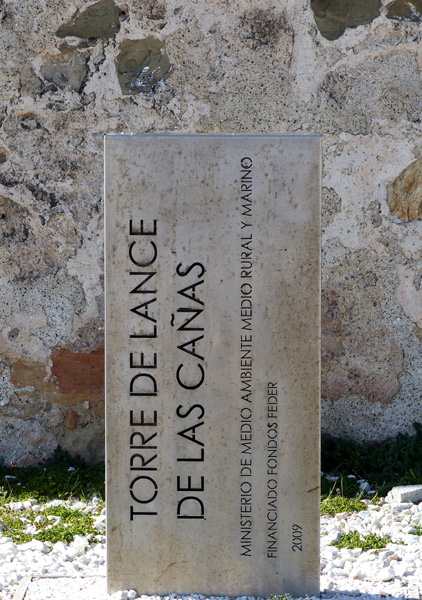 TORRE DE LANCE
DE LAS CAÑAS
MINISTERIO DE MEDIO AMBIENTE MEDIO RURAL Y MARINO
FINANCIADO FONDOS FEDER
2009